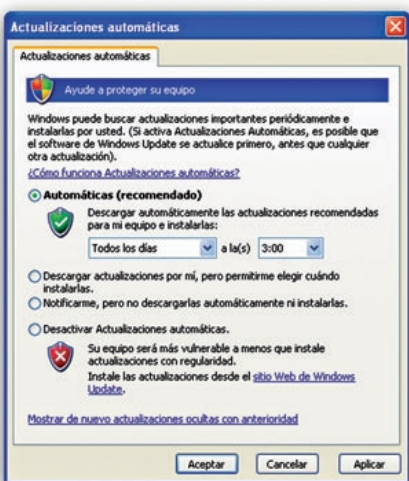 Actualizaciones automáticas
Actualizaciones automáticas
Ayude a proteger su equipo
Windows puede buscar actualizaciones importantes periódicamente e
instalarlas por usted. (Si activa Actualizaciones Automáticas, es posible que
el software de Windows Update se actualice primero, antes que cualquier
otra actualización).
¿Cómo funciona Actualizaciones automáticas?
Automáticas (recomendado)
Descargar automáticamente las actualizaciones recomendadas
para mi equipo e instalarlas:
Todos los días a la(s) 3:00
Descargar actualizaciones por mí, pero permitirme elegir cuándo
instalarlas.
Notificarme, pero no descargarlas automáticamente ni instalarlas.
Desactivar Actualizaciones automáticas.
Su equipo será más vulnerable a menos que instale
actualizaciones con regularidad.
Instale las actualizaciones desde el sitio Web de Windows
Update.
Mostrar de nuevo actualizaciones ocultas con anterioridad
Aceptar Cancelar Aplicar